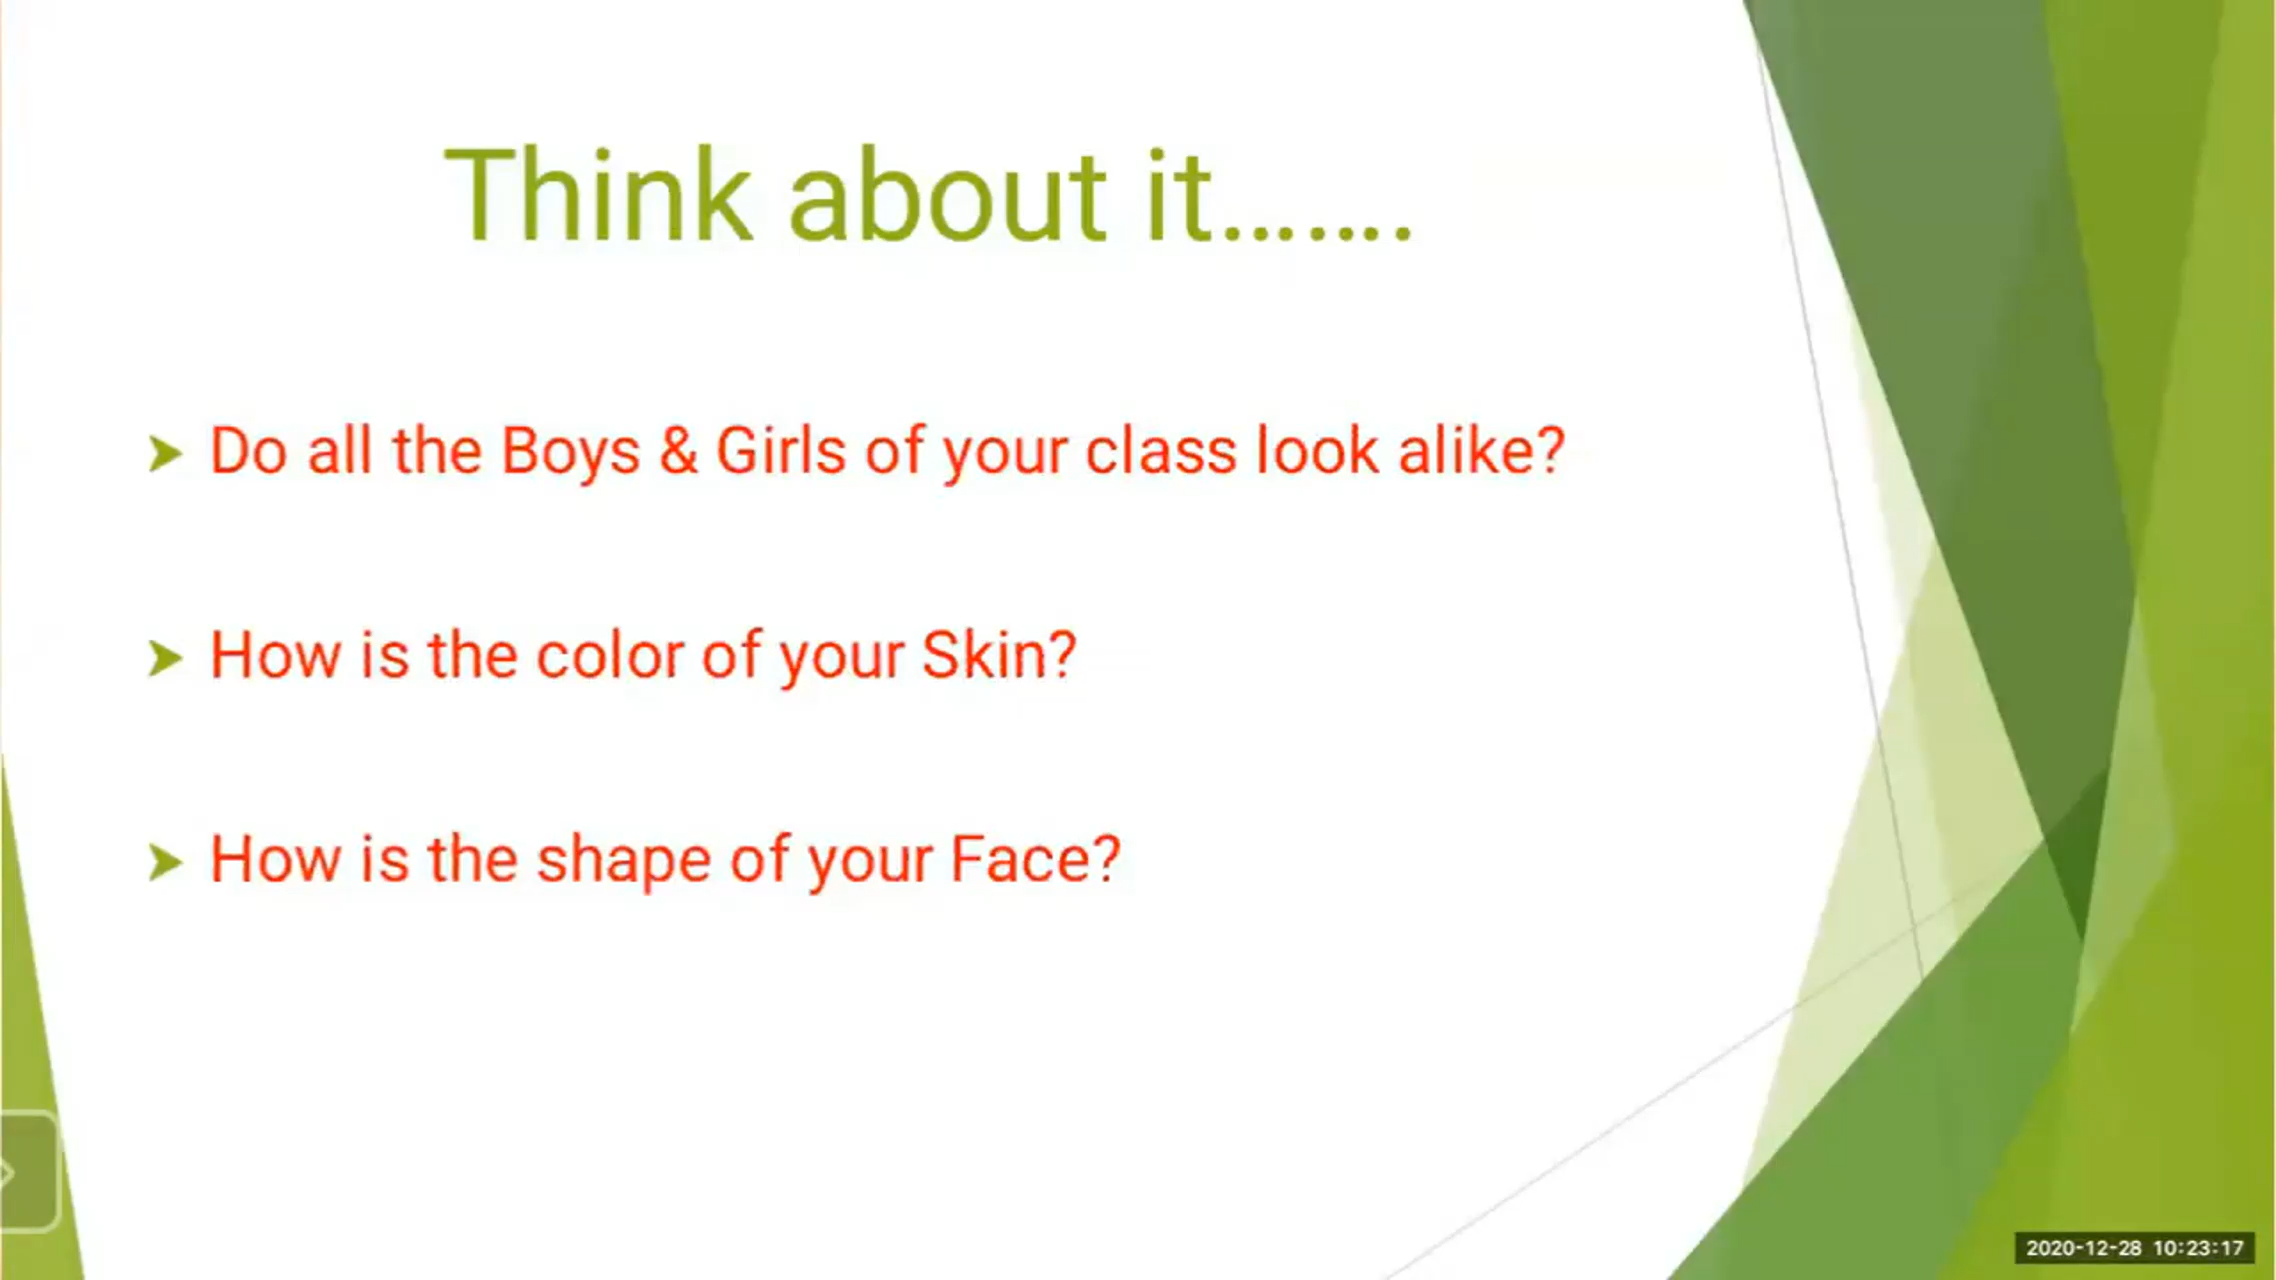 Think about it.......
Do all the Boys & Girls of your class look alike?
How is the color of your Skin?
How is the shape of your Face?
2020-12-28 10:23:17